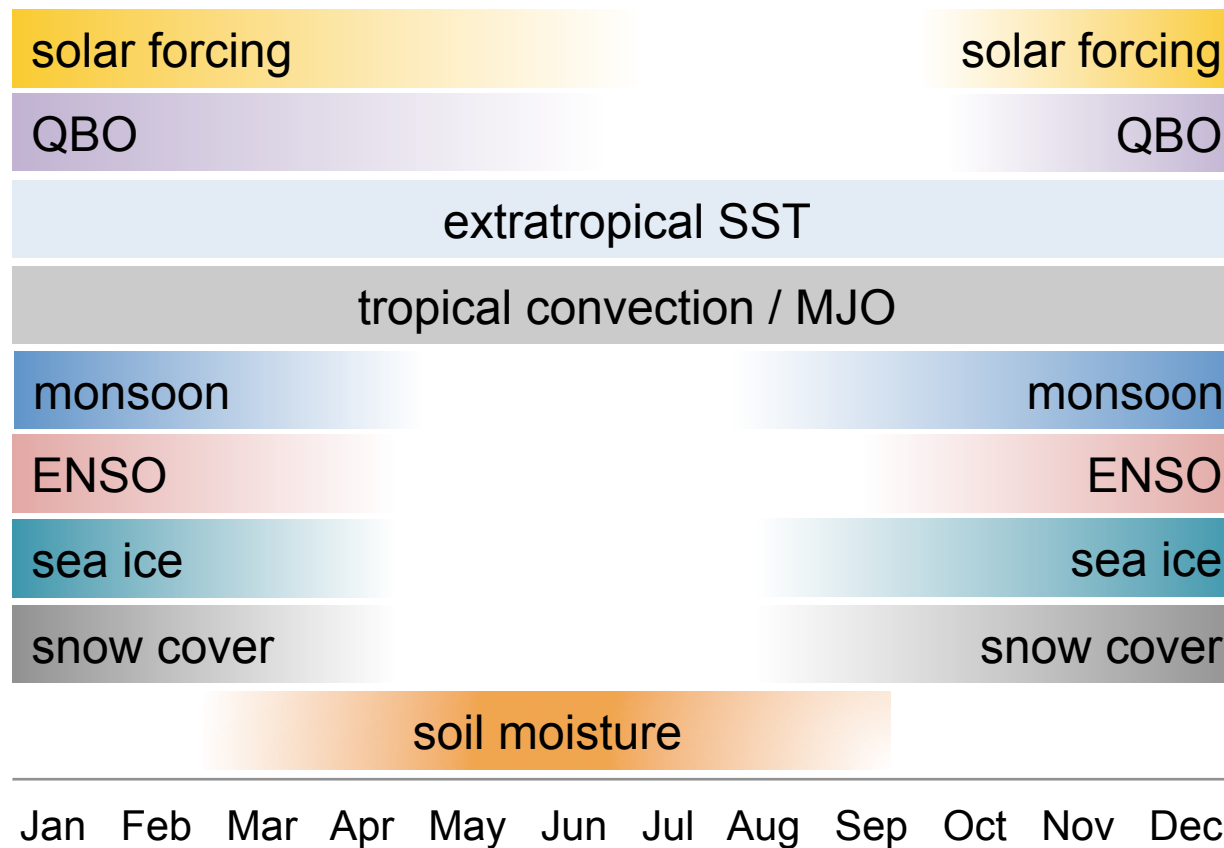 solar forcing solar forcing
QBO QBO
extratropical SST
tropical convection / MJO
monsoon monsoon
ENSO ENSO
sea ice sea ice
snow cover snow cover
soil moisture
Jan Feb Mar Apr May Jun Jul Aug Sep Oct Nov Dec